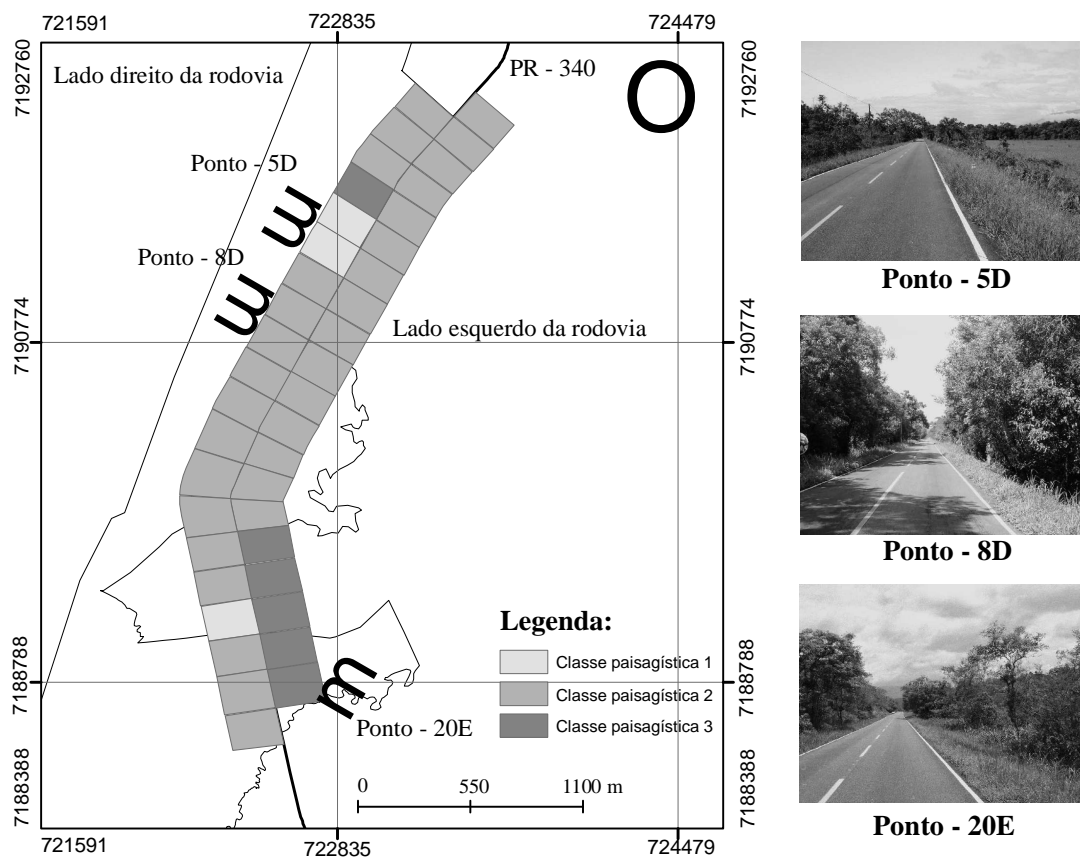 721591
722835
724479
7192760
7192760
Lado direito da rodovia
PR - 340
O
Ponto - 5D
m
m
Ponto - 8D
m
m
Lado esquerdo da rodovia
7190774
7190774
Legenda:
Classe paisagística 1
Classe paisagística 2
Classe paisagística 3
7188788
7188788
m
Ponto - 20E
0
550
1100 m
7188388
7188388
721591
722835
724479
Ponto - 5D
Ponto - 8D
Ponto - 20E